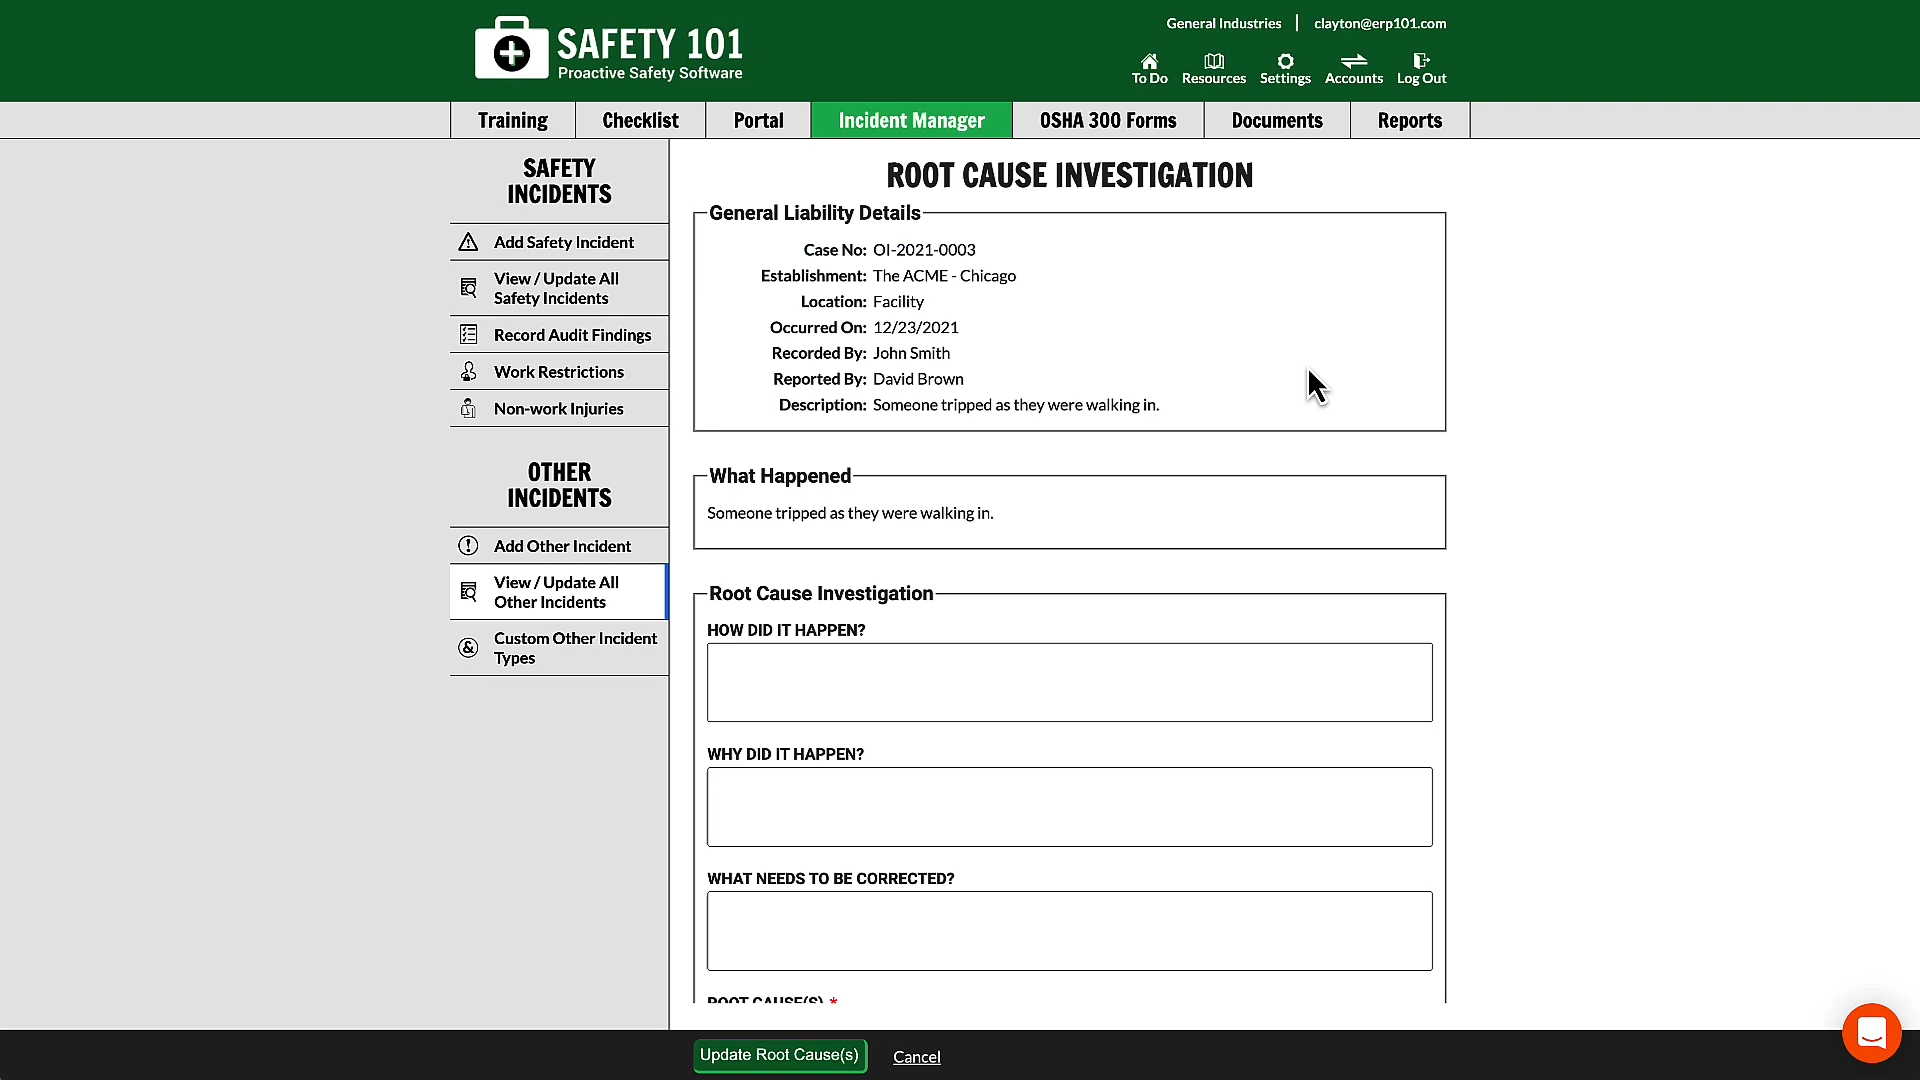 General Industries | clayton@erp101.com
SAFETY 101
Proactive Safety Software
To Do
Resources
Settings
Accounts
Log Out
Training
Checklist
Portal
Incident Manager
OSHA 300 Forms
Documents
Reports
SAFETY
INCIDENTS
Add Safety Incident
View / Update All
Safety Incidents
Record Audit Findings
Work Restrictions
Non-work Injuries
OTHER
INCIDENTS
Add Other Incident
View / Update All
Other Incidents
& Custom Other Incident
Types
ROOT CAUSE INVESTIGATION
General Liability Details
Case No: OI-2021-0003
Establishment: The ACME - Chicago
Location: Facility
Occurred On: 12/23/2021
Recorded By: John Smith
Reported By: David Brown
Description: Someone tripped as they were walking in.
What Happened
Someone tripped as they were walking in.
Root Cause Investigation
HOW DID IT HAPPEN?
WHY DID IT HAPPEN?
WHAT NEEDS TO BE CORRECTED?
ROOT CAUSE(S) *
Update Root Cause(s)
Cancel